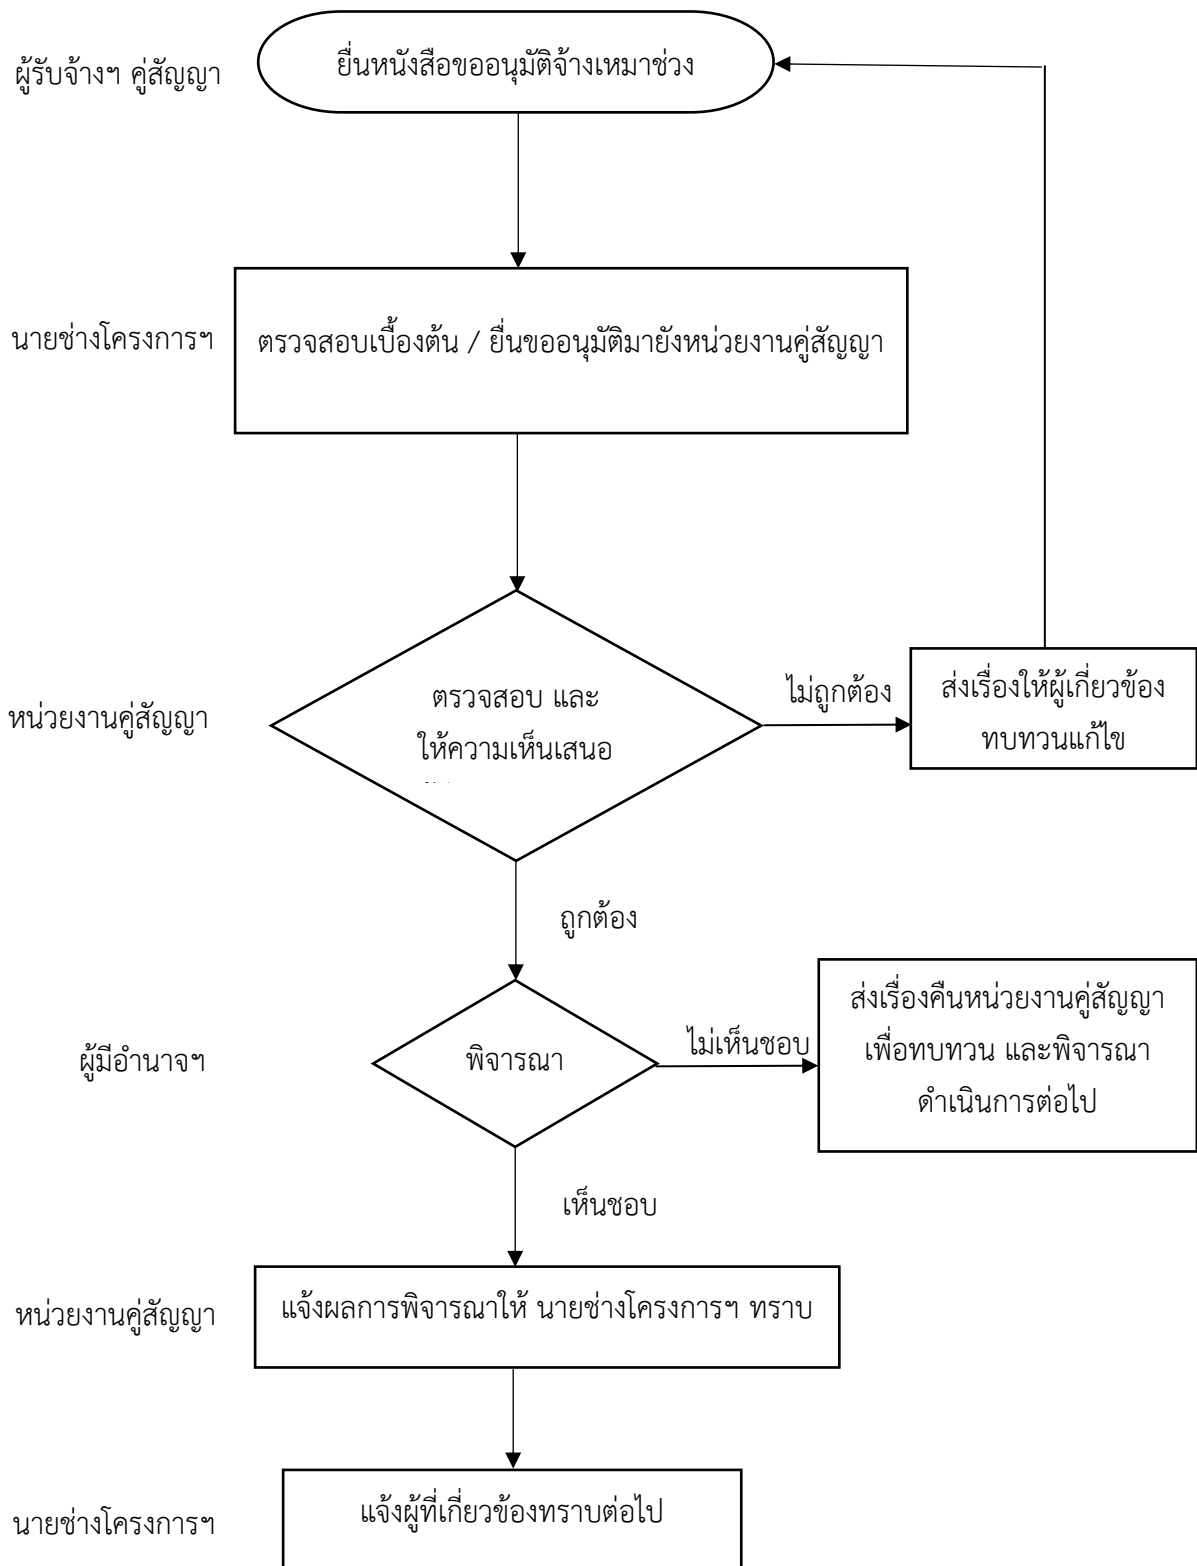 ผู้รับจ้างฯ คู่สัญญา
ยื่นหนังสือขออนุมัติจ้างเหมาช่วง
นายช่างโครงการฯ
ตรวจสอบเบื้องต้น / ยื่นขออนุมัติมายังหน่วยงานคู่สัญญา
หน่วยงานคู่สัญญา
ตรวจสอบ และ
ให้ความเห็นเสนอ
ไม่ถูกต้อง
ส่งเรื่องให้ผู้เกี่ยวข้อง
ทบทวนแก้ไข
ถูกต้อง
ผู้มีอำนาจฯ
พิจารณา
ไม่เห็นชอบ
ส่งเรื่องคืนหน่วยงานคู่สัญญา
เพื่อทบทวน และพิจารณา
ดำเนินการต่อไป
เห็นชอบ
หน่วยงานคู่สัญญา
แจ้งผลการพิจารณาให้ นายช่างโครงการฯ ทราบ
นายช่างโครงการฯ
แจ้งผู้ที่เกี่ยวข้องทราบต่อไป